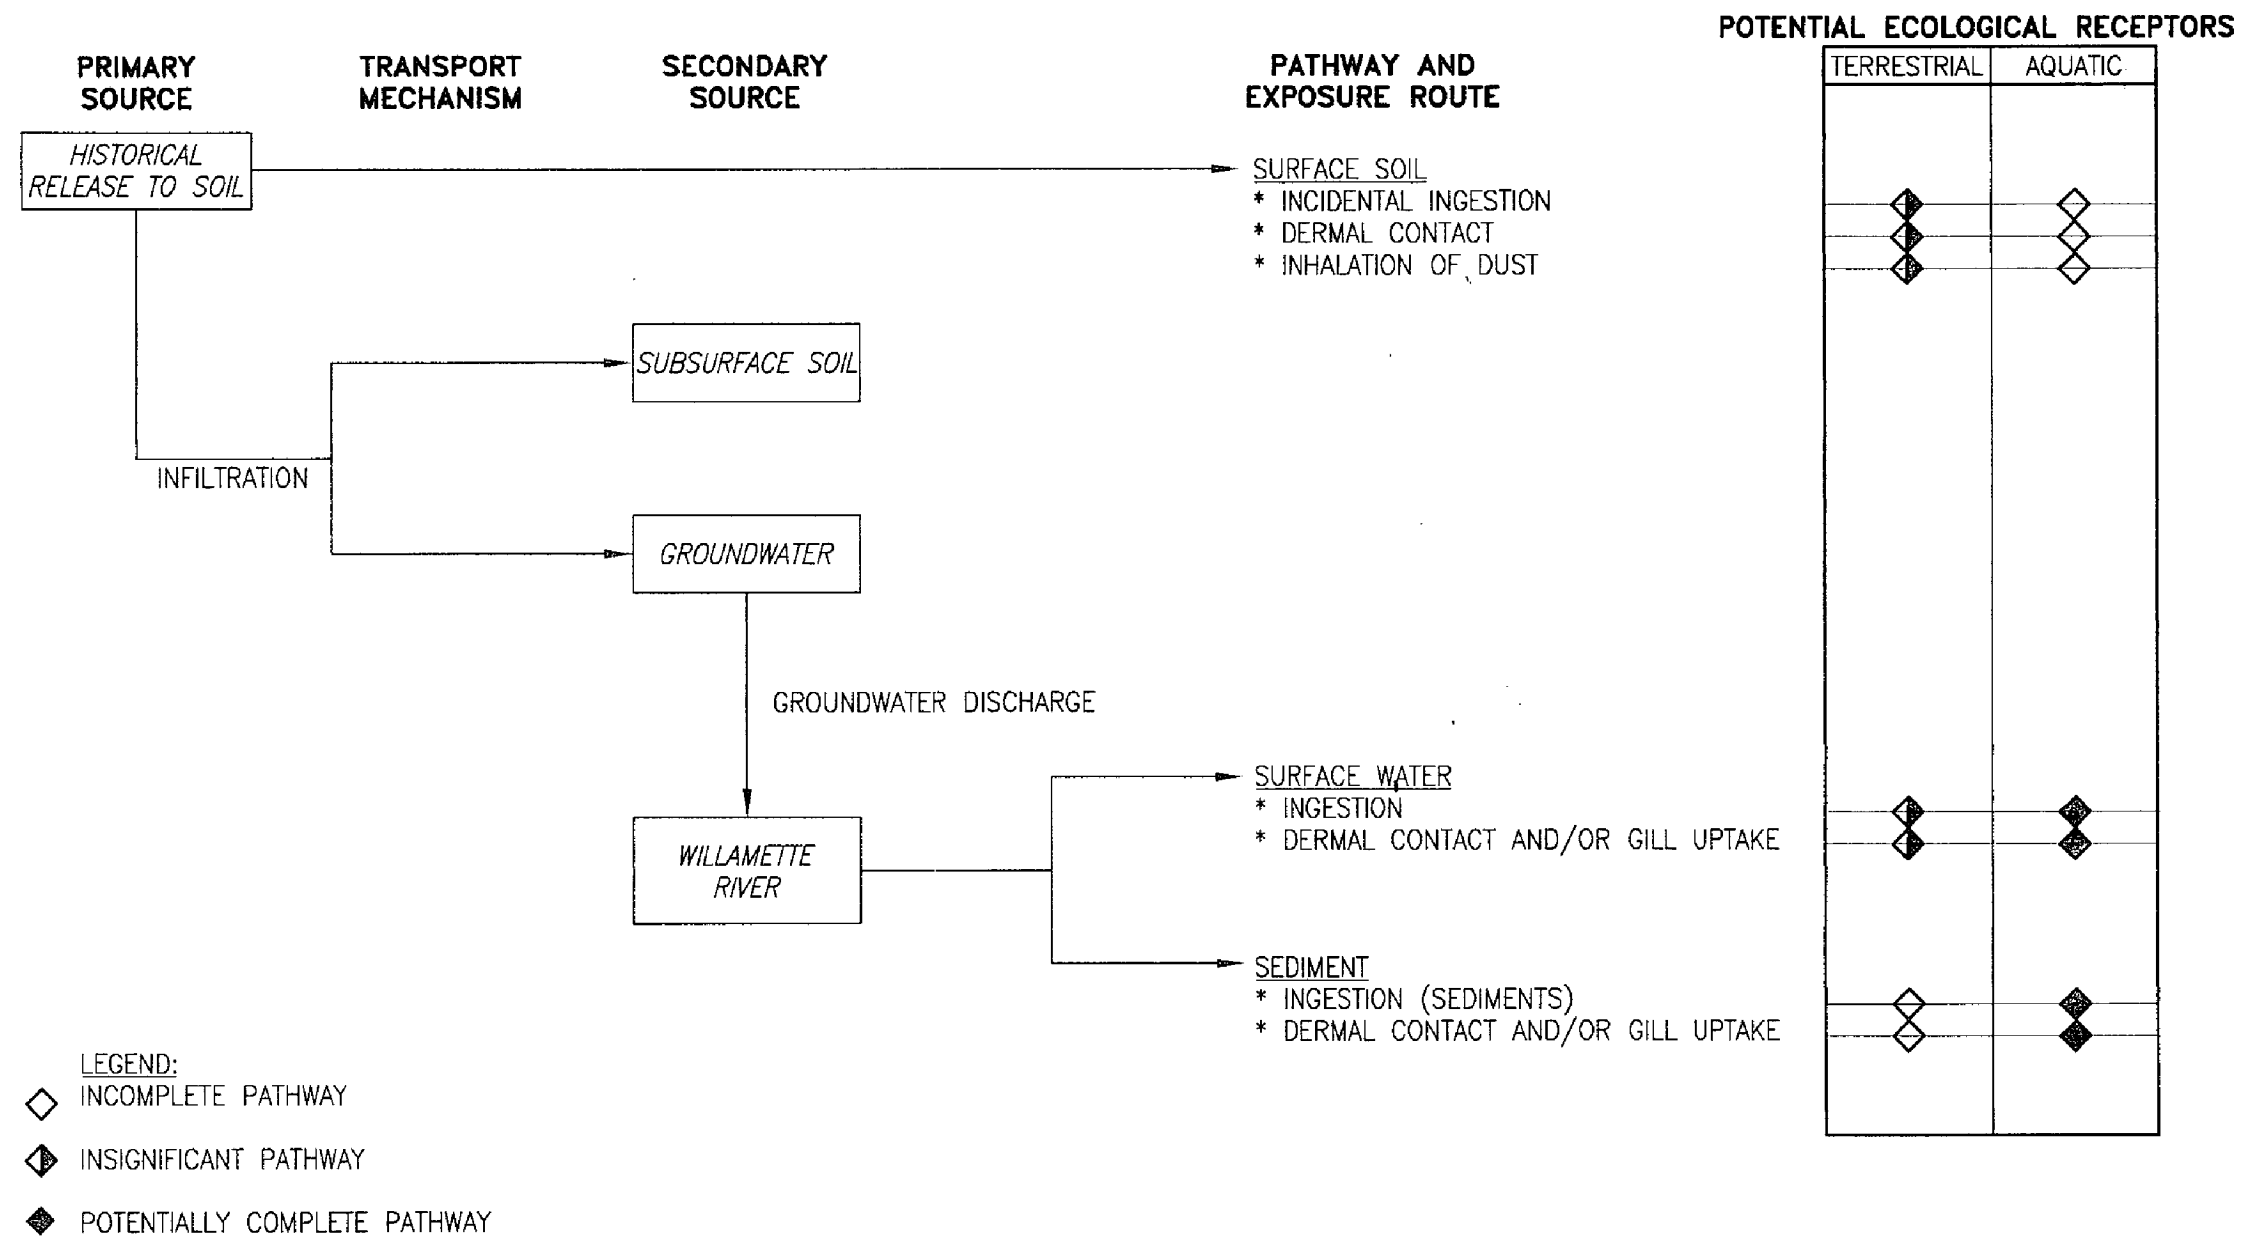 POTENTIAL ECOLOGICAL RECEPTORS
TERRESTRIAL
AQUATIC
PRIMARY
SOURCE
TRANSPORT
MECHANISM
SECONDARY
SOURCE
PATHWAY AND
EXPOSURE ROUTE
HISTORICAL
RELEASE TO SOIL
SURFACE SOIL
* INCIDENTAL INGESTION
* DERMAL CONTACT
* INHALATION OF DUST
SUBSURFACE SOIL
INFILTRATION
GROUNDWATER
GROUNDWATER DISCHARGE
WILLAMETTE
RIVER
SURFACE WATER
* INGESTION
* DERMAL CONTACT AND/OR GILL UPTAKE
SEDIMENT
* INGESTION (SEDIMENTS)
* DERMAL CONTACT AND/OR GILL UPTAKE
LEGEND:
INCOMPLETE PATHWAY
INSIGNIFICANT PATHWAY
POTENTIALLY COMPLETE PATHWAY